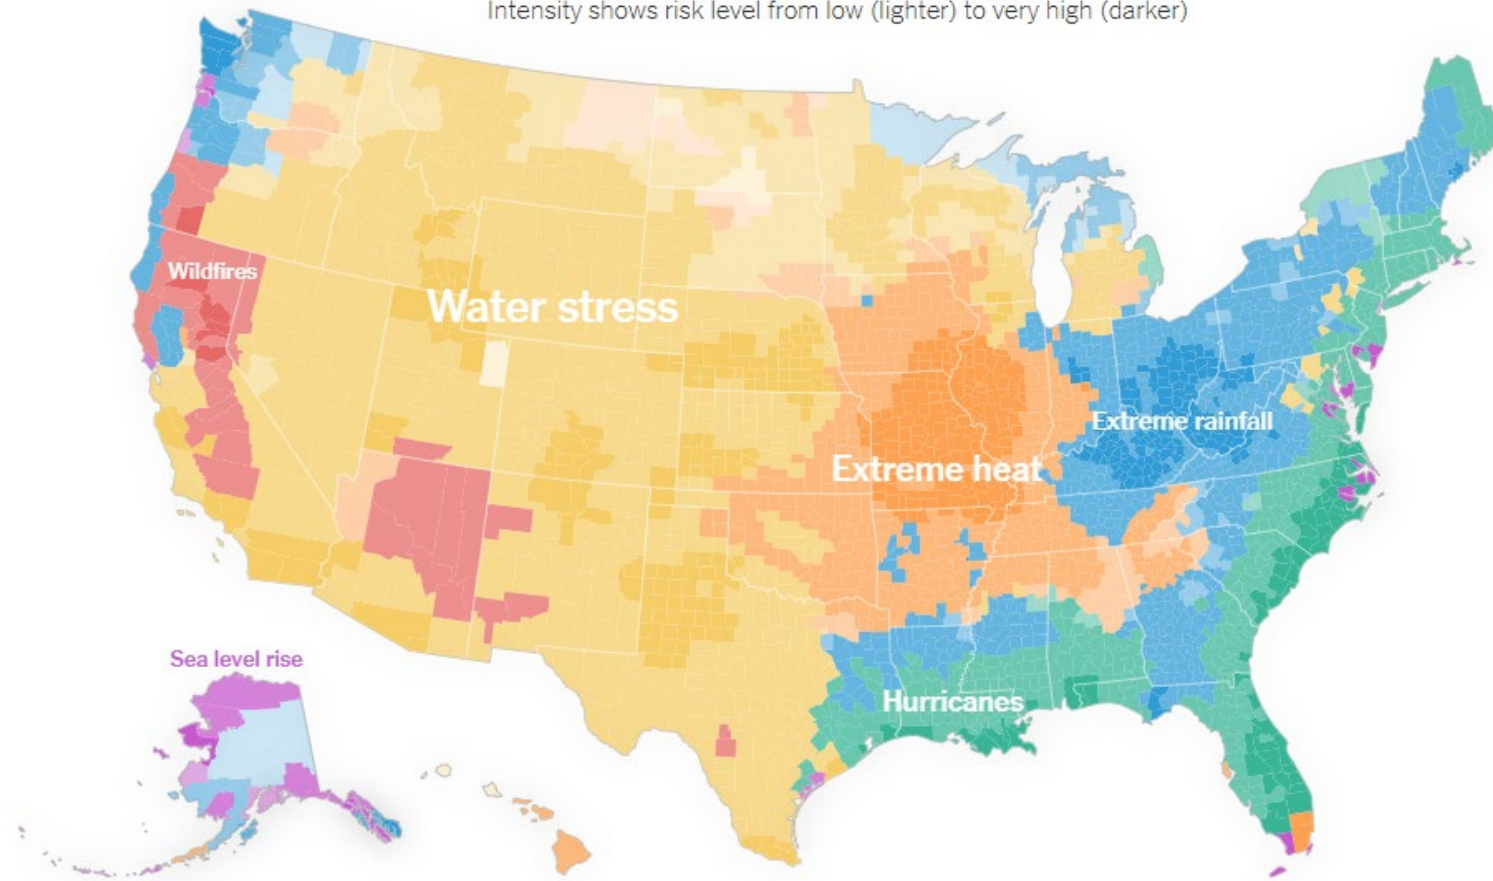 Intensity shows risk level from low (lighter) to very high (darker)
Wildfires
Water stress
Extreme rainfall
Extreme heat
Sea level rise
Hurricanes